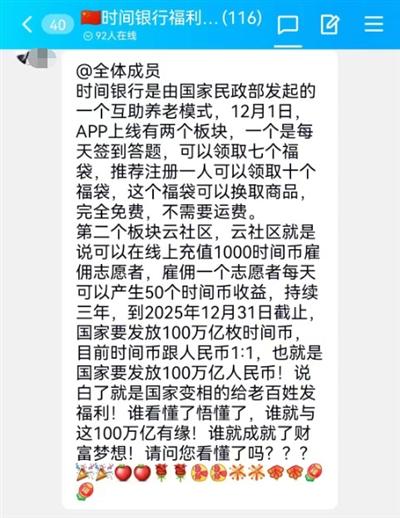 40
🇨🇳时间银行福利...(116)
92人在线
@全体成员
时间银行是由国家民政部发起的
一个互助养老模式，12月1日，
APP上线有两个板块，一个是每
天签到答题，可以领取七个福
袋，推荐注册一人可以领取十个
福袋，这个福袋可以换取商品，
完全免费，不需要运费。
第二个板块云社区，云社区就是
说可以在线上充值1000时间币雇
佣志愿者，雇佣一个志愿者每天
可以产生50个时间币收益，持续
三年，到2025年12月31日截止，
国家要发放100万亿枚时间币，
目前时间币跟人民币1:1，也就是
国家要发放100万亿人民币！说
白了就是国家变相的给老百姓发
福利！谁看懂了悟懂了，谁就与
这100万亿有缘！谁就成就了财
富梦想！请问您看懂了吗？？？